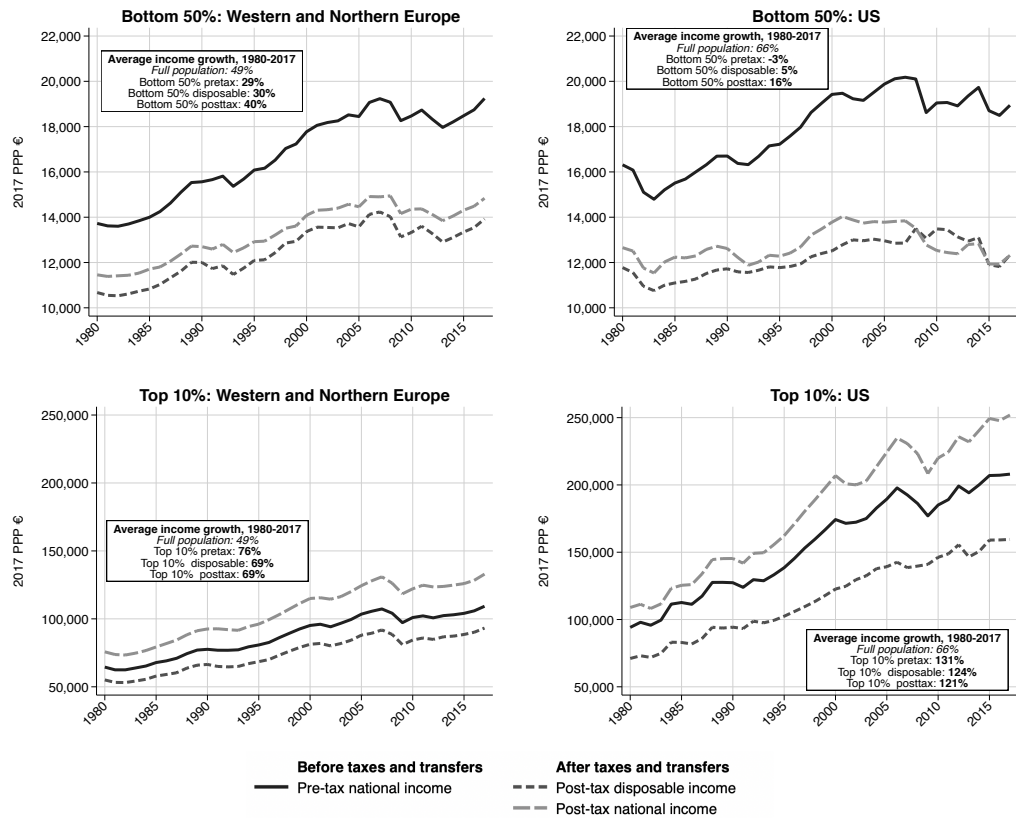 Bottom 50%: Western and Northern Europe
2017 PPP €
22,000
20,000
18,000
16,000
14,000
12,000
10,000
Average income growth, 1980-2017
Full population: 49%
Bottom 50% pretax: 29%
Bottom 50% disposable: 30%
Bottom 50% posttax: 40%
1980
1985
1990
1995
2000
2005
2010
2015
Bottom 50%: US
2017 PPP €
22,000
20,000
18,000
16,000
14,000
12,000
10,000
Average income growth, 1980-2017
Full population: 66%
Bottom 50% pretax: -3%
Bottom 50% disposable: 5%
Bottom 50% posttax: 16%
1980
1985
1990
1995
2000
2005
2010
2015
Top 10%: Western and Northern Europe
2017 PPP €
250,000
200,000
150,000
100,000
50,000
Average income growth, 1980-2017
Full population: 49%
Top 10% pretax: 76%
Top 10% disposable: 69%
Top 10% posttax: 69%
1980
1985
1990
1995
2000
2005
2010
2015
Top 10%: US
2017 PPP €
250,000
200,000
150,000
100,000
50,000
Average income growth, 1980-2017
Full population: 66%
Top 10% pretax: 131%
Top 10% disposable: 124%
Top 10% posttax: 121%
1980
1985
1990
1995
2000
2005
2010
2015
Before taxes and transfers
Pre-tax national income
After taxes and transfers
Post-tax disposable income
Post-tax national income